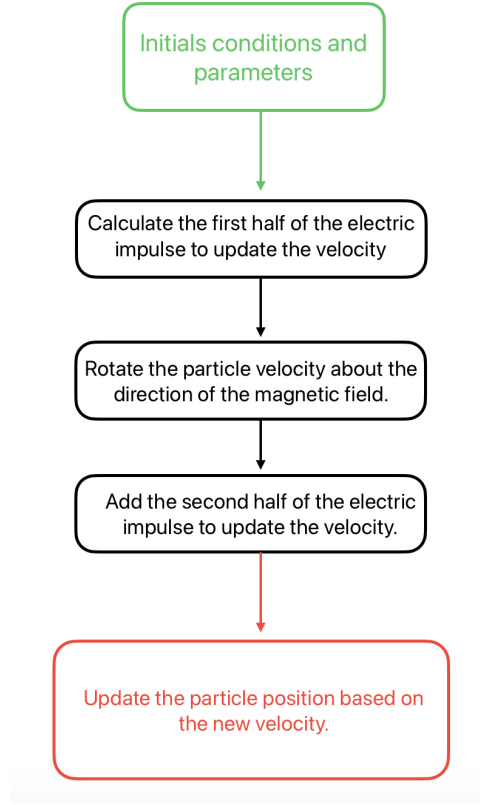 Initials conditions and
parameters
Calculate the first half of the electric
impulse to update the velocity
Rotate the particle velocity about the
direction of the magnetic field.
Add the second half of the electric
impulse to update the velocity.
Update the particle position based on
the new velocity.